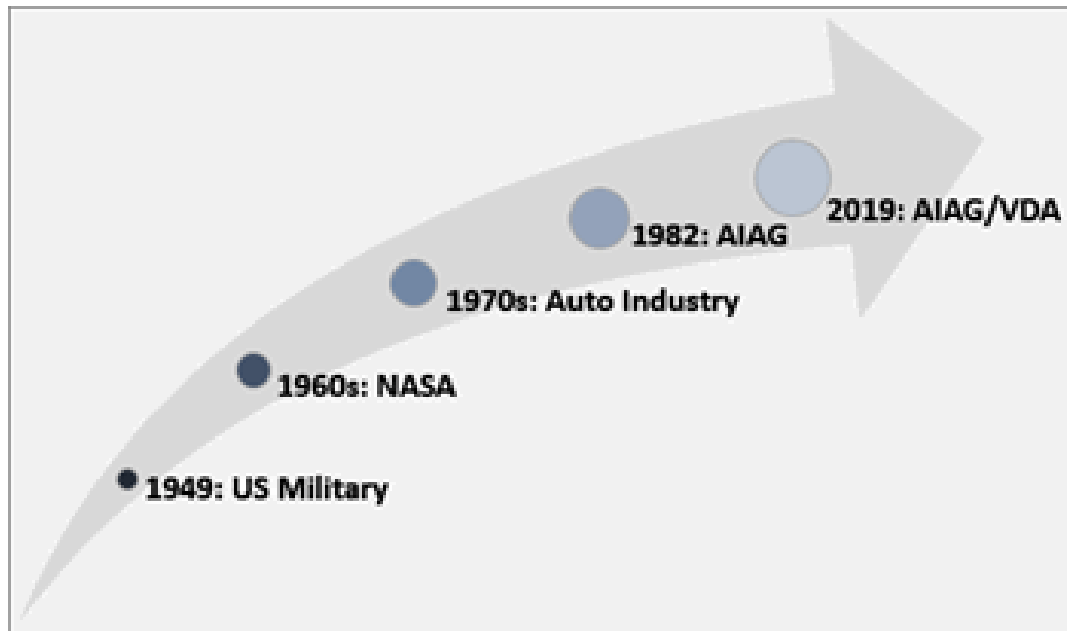 2019: AIAG/VDA
1982: AIAG
1970s: Auto Industry
1960s: NASA
1949: US Military